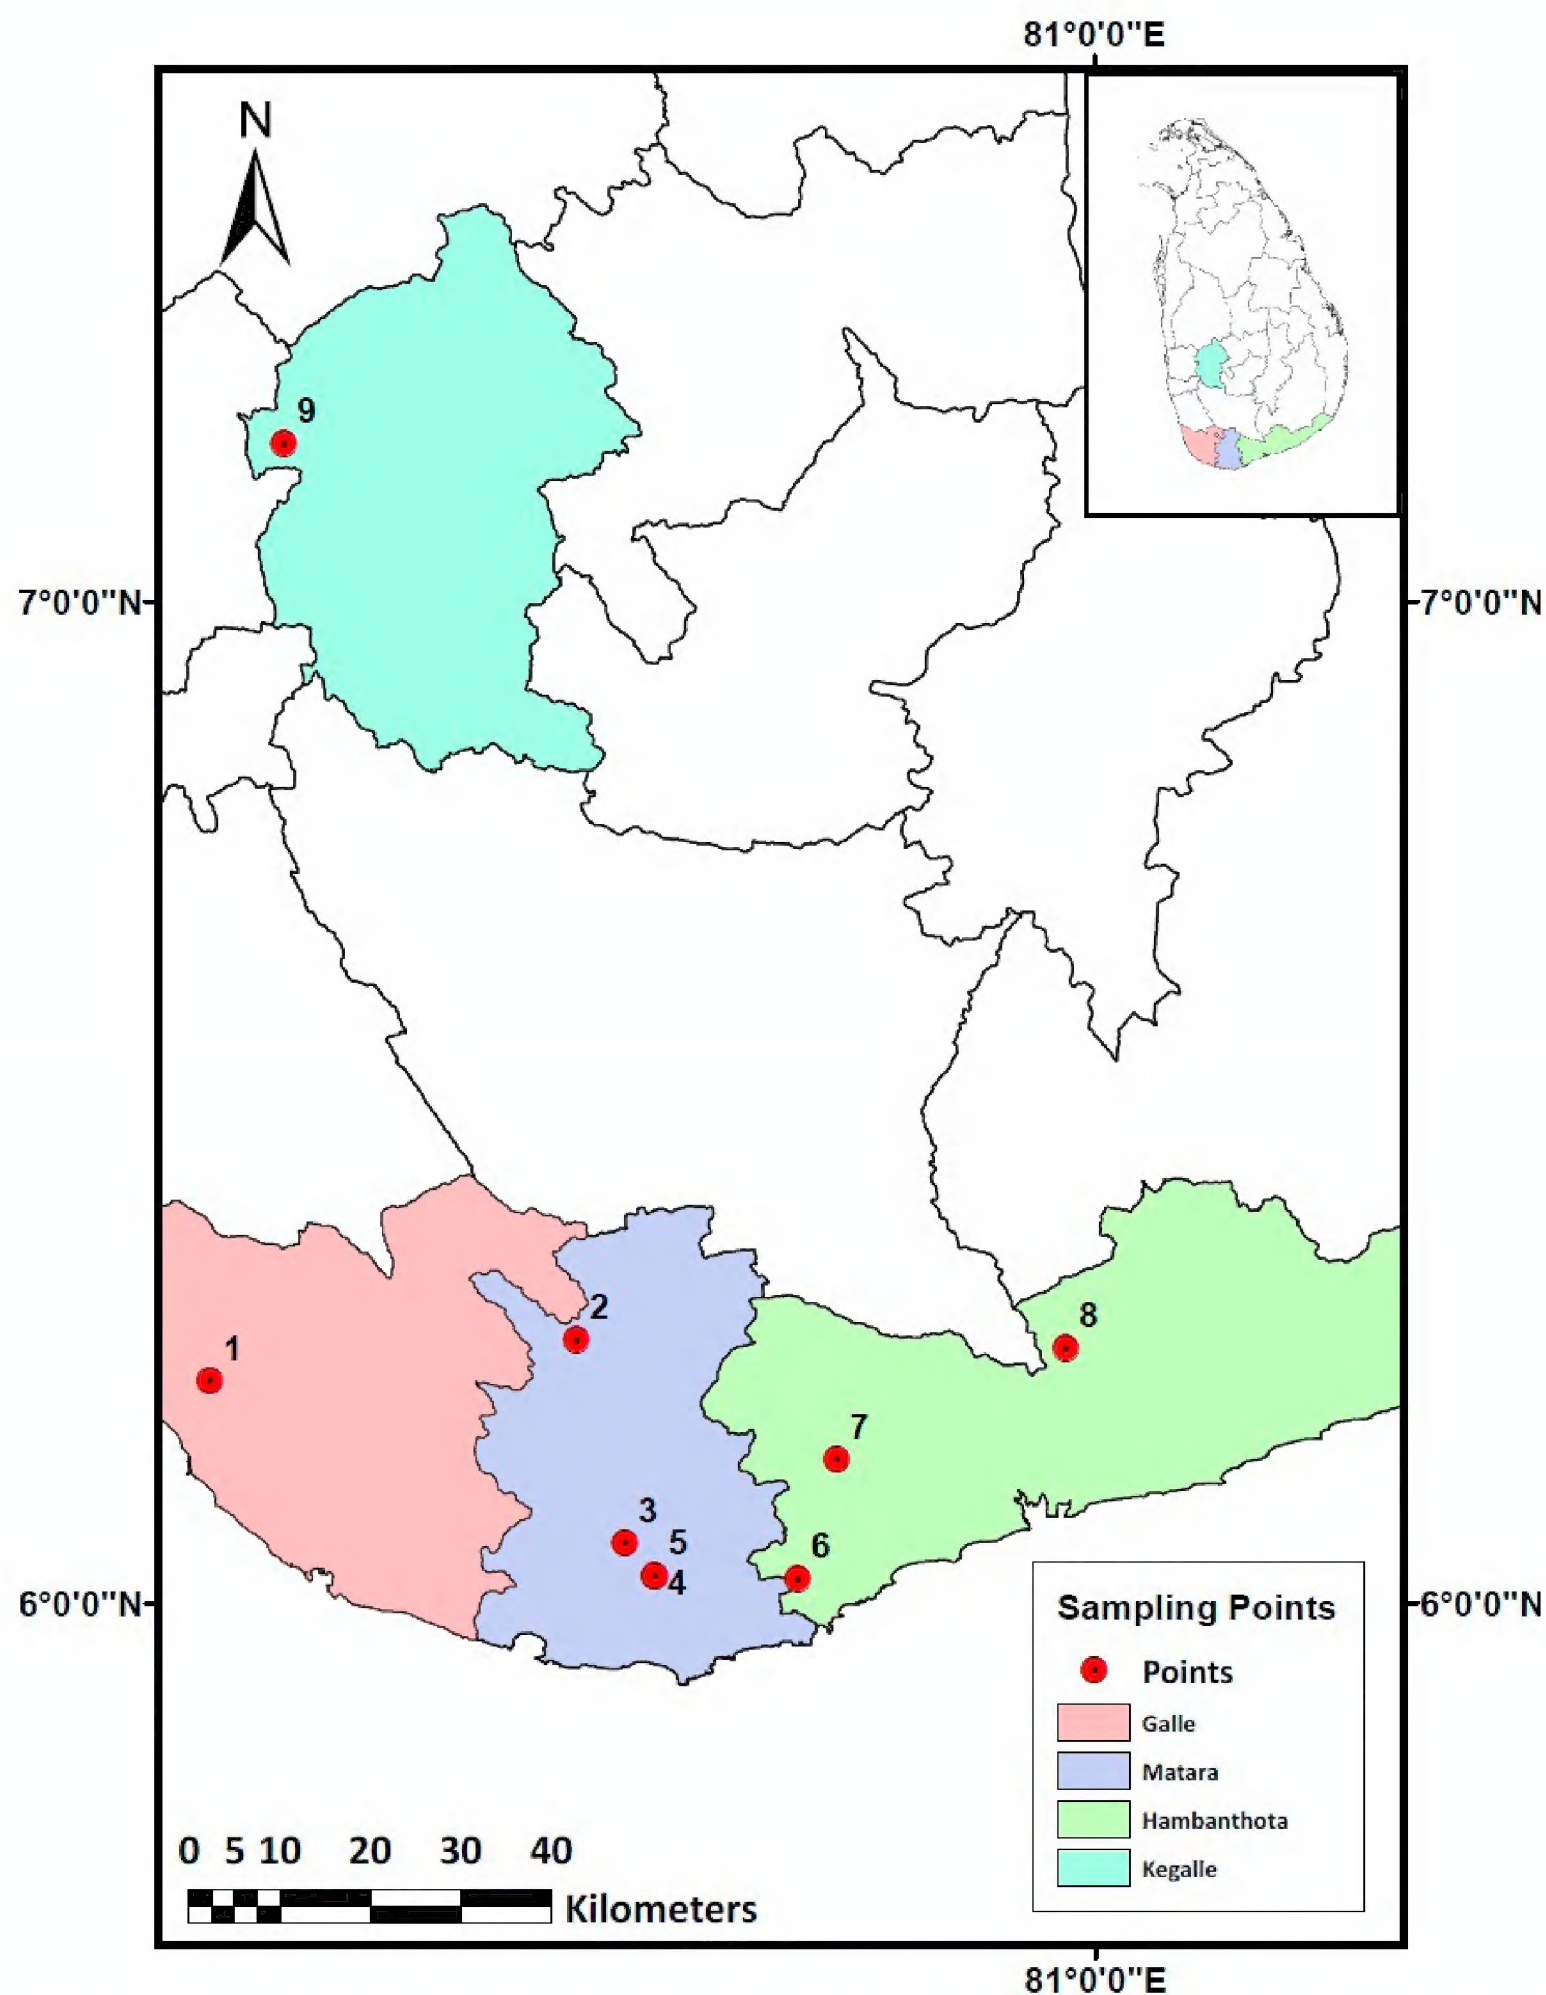 81°0'0"E
N
9
7°0'0"N
7°0'0"N
2
8
1
7
3
5
6
4
6°0'0"N
6°0'0"N
Sampling Points
Points
Galle
Matara
Hambanthota
Kegalle
0 5 10 20 30 40
Kilometers
81°0'0"E